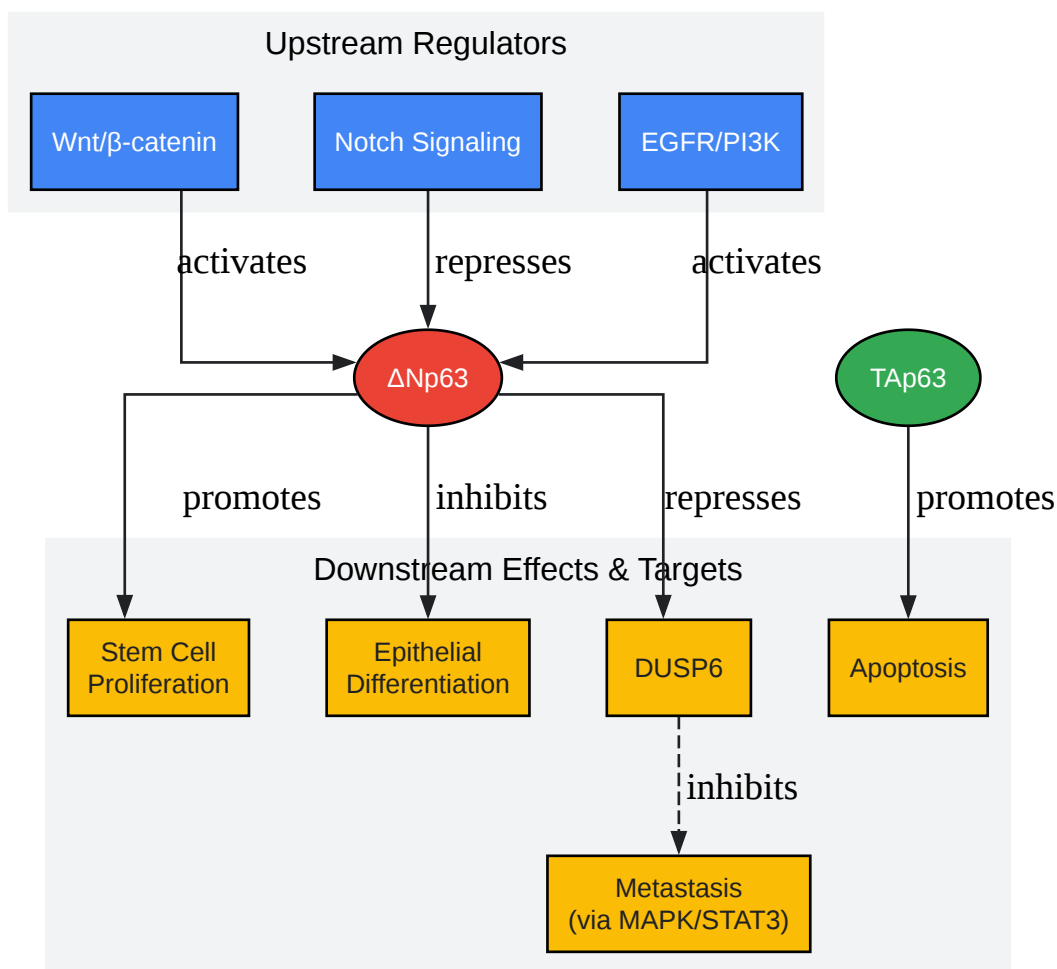 Upstream Regulators
Wnt/β-catenin
Notch Signaling
EGFR/PI3K
activates
represses
activates
ΔNp63
TAp63
promotes
inhibits
represses
promotes
Downstream Effects & Targets
Stem Cell
Proliferation
Epithelial
Differentiation
DUSP6
Apoptosis
inhibits
Metastasis
(via MAPK/STAT3)